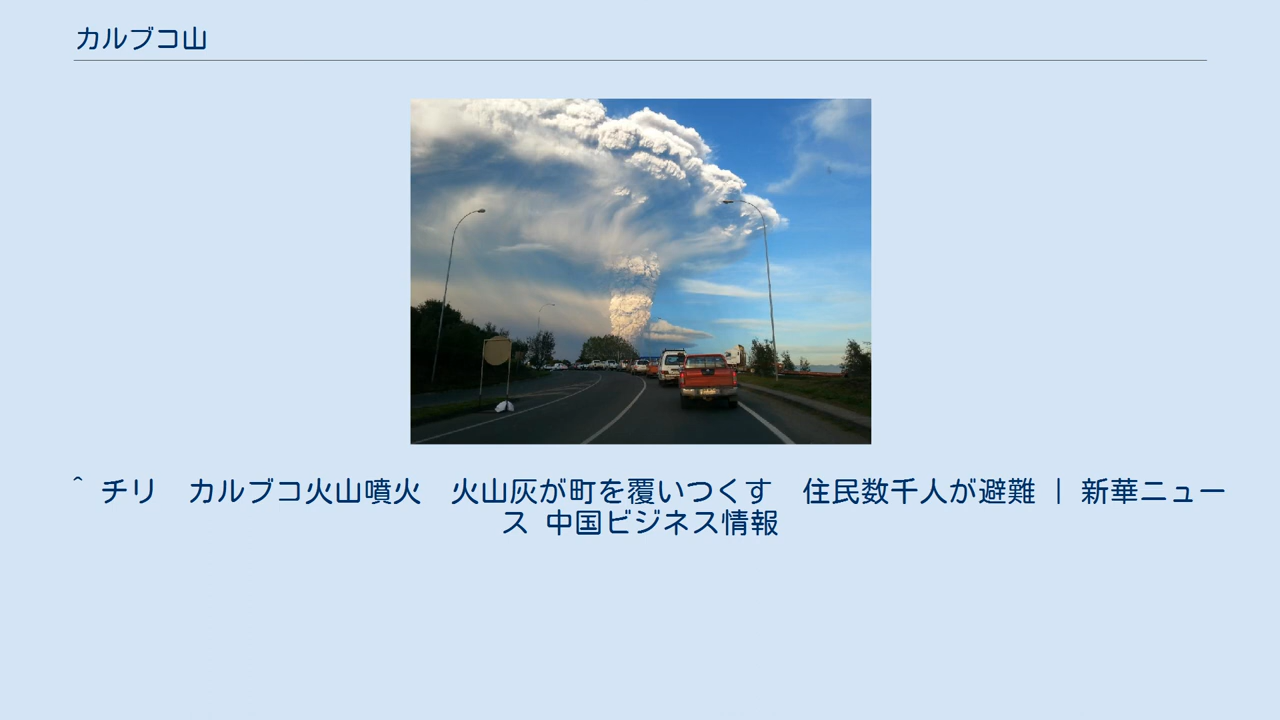 カルブコ山
^ チリ　カルブコ火山噴火　火山灰が町を覆いつくす　住民数千人が避難 | 新華ニュー
ス 中国ビジネス情報